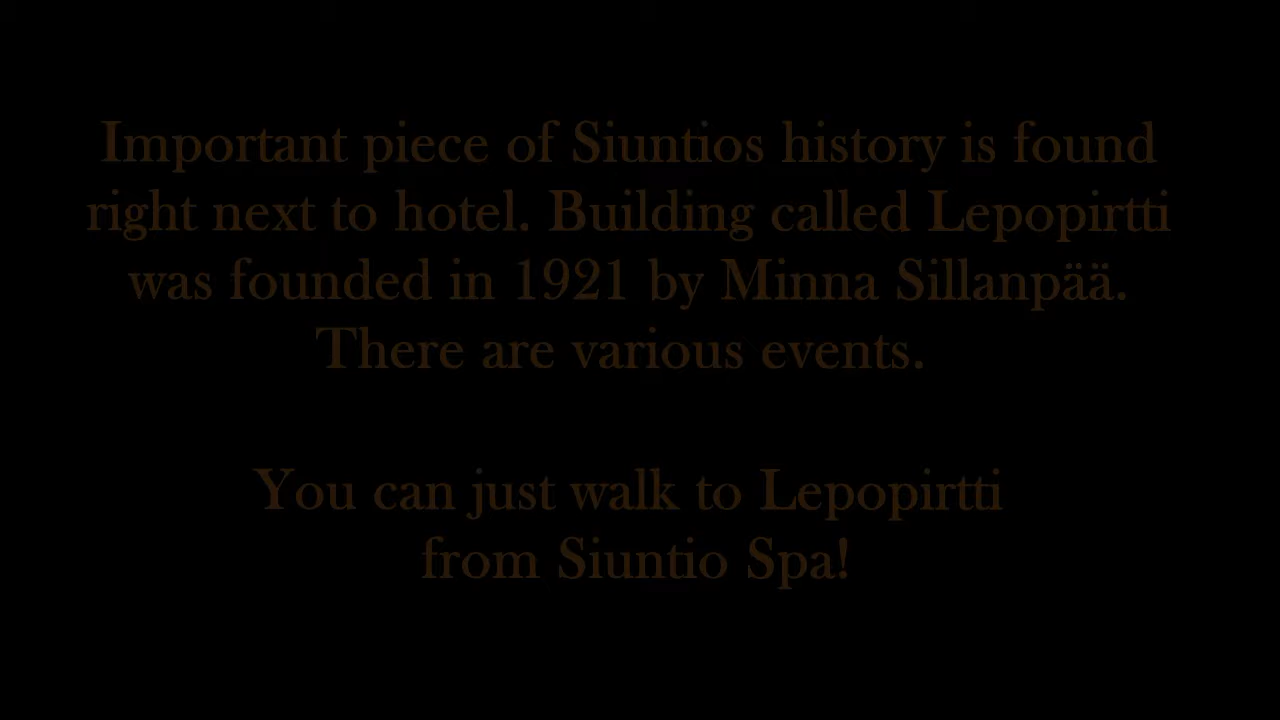 Important piece of Siuntios history is found
right next to hotel. Building called Lepopirtti
was founded in 1921 by Minna Sillanpää.
There are various events.
You can just walk to Lepopirtti
from Siuntio Spa!